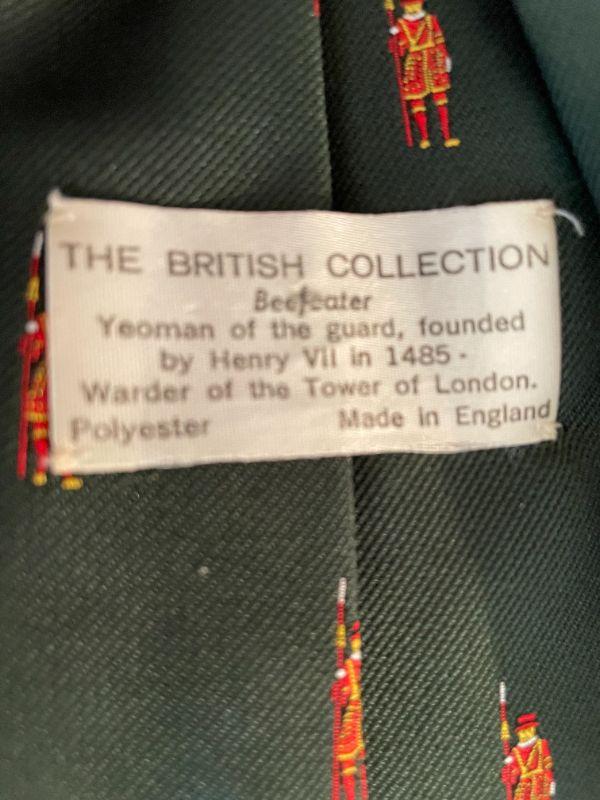 THE BRITISH COLLECTION
Beefeater
Yeoman of the guard, founded
by Henry VII in 1485 -
Warder of the Tower of London.
Polyester Made in England